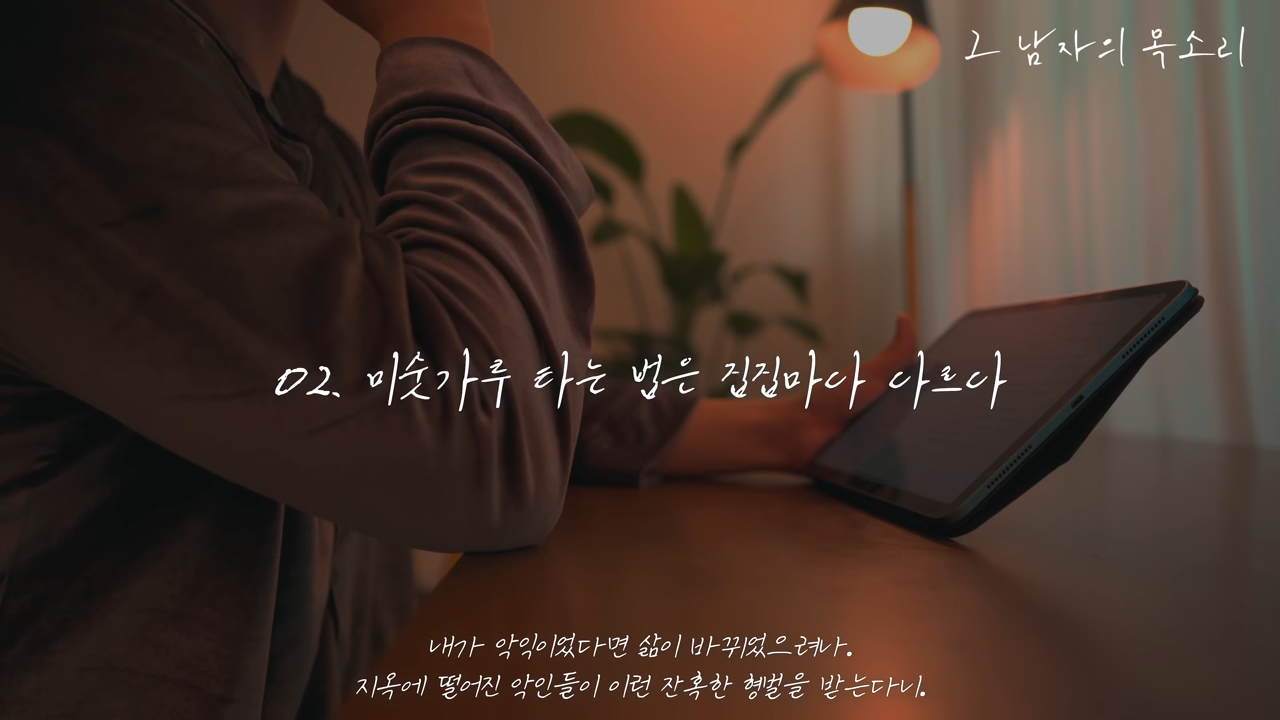 그 남자의 목소리
02. 미숫가루 타는 법은 집집마다 다르다
내가 악인이었다면 삶이 바뀌었으려나.
지옥에 떨어진 악인들이 이런 잔혹한 형벌을 받는다니.